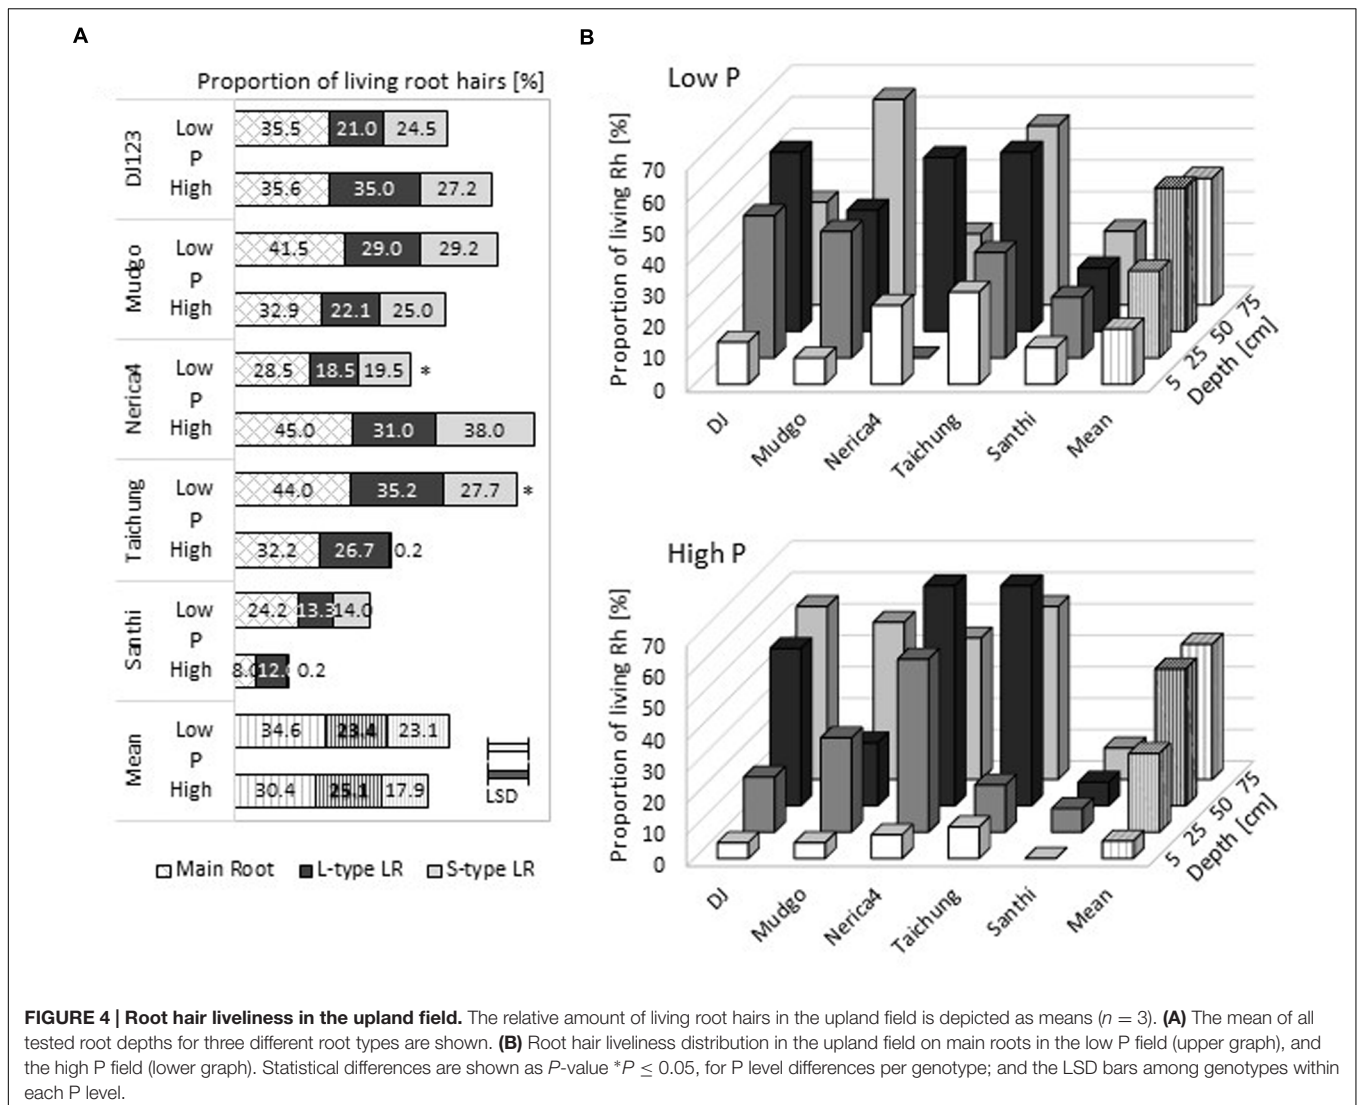 A
Proportion of living root hairs [%]
DJ123
Low 35.5 21.0 24.5
P
High 35.6 35.0 27.2
Mudgo
Low 41.5 29.0 29.2
P
High 32.9 22.1 25.0
Nerica4
Low 28.5 18.5 19.5 *
P
High 45.0 31.0 38.0
Taichung
Low 44.0 35.2 27.7 *
P
High 32.2 26.7 0.2
Santhi
Low 24.2 13.3 14.0
P
High 8.0 12. 0.2
Mean
Low 34.6 23.4 23.1
P
High 30.4 25.1 17.9
LSD
Main Root L-type LR S-type LR
B
Low P
Proportion of living Rh [%]
70
60
50
40
30
20
10
0
DJ Mudgo Nerica4 Taichung Santhi Mean
5 25 50 75
Depth [cm]
High P
Proportion of living Rh [%]
70
60
50
40
30
20
10
0
DJ Mudgo Nerica4 Taichung Santhi Mean
5 25 50 75
Depth [cm]
FIGURE 4 | Root hair liveliness in the upland field. The relative amount of living root hairs in the upland field is depicted as means (n = 3). (A) The mean of all
tested root depths for three different root types are shown. (B) Root hair liveliness distribution in the upland field on main roots in the low P field (upper graph), and
the high P field (lower graph). Statistical differences are shown as P-value *P ≤ 0.05, for P level differences per genotype; and the LSD bars among genotypes within
each P level.